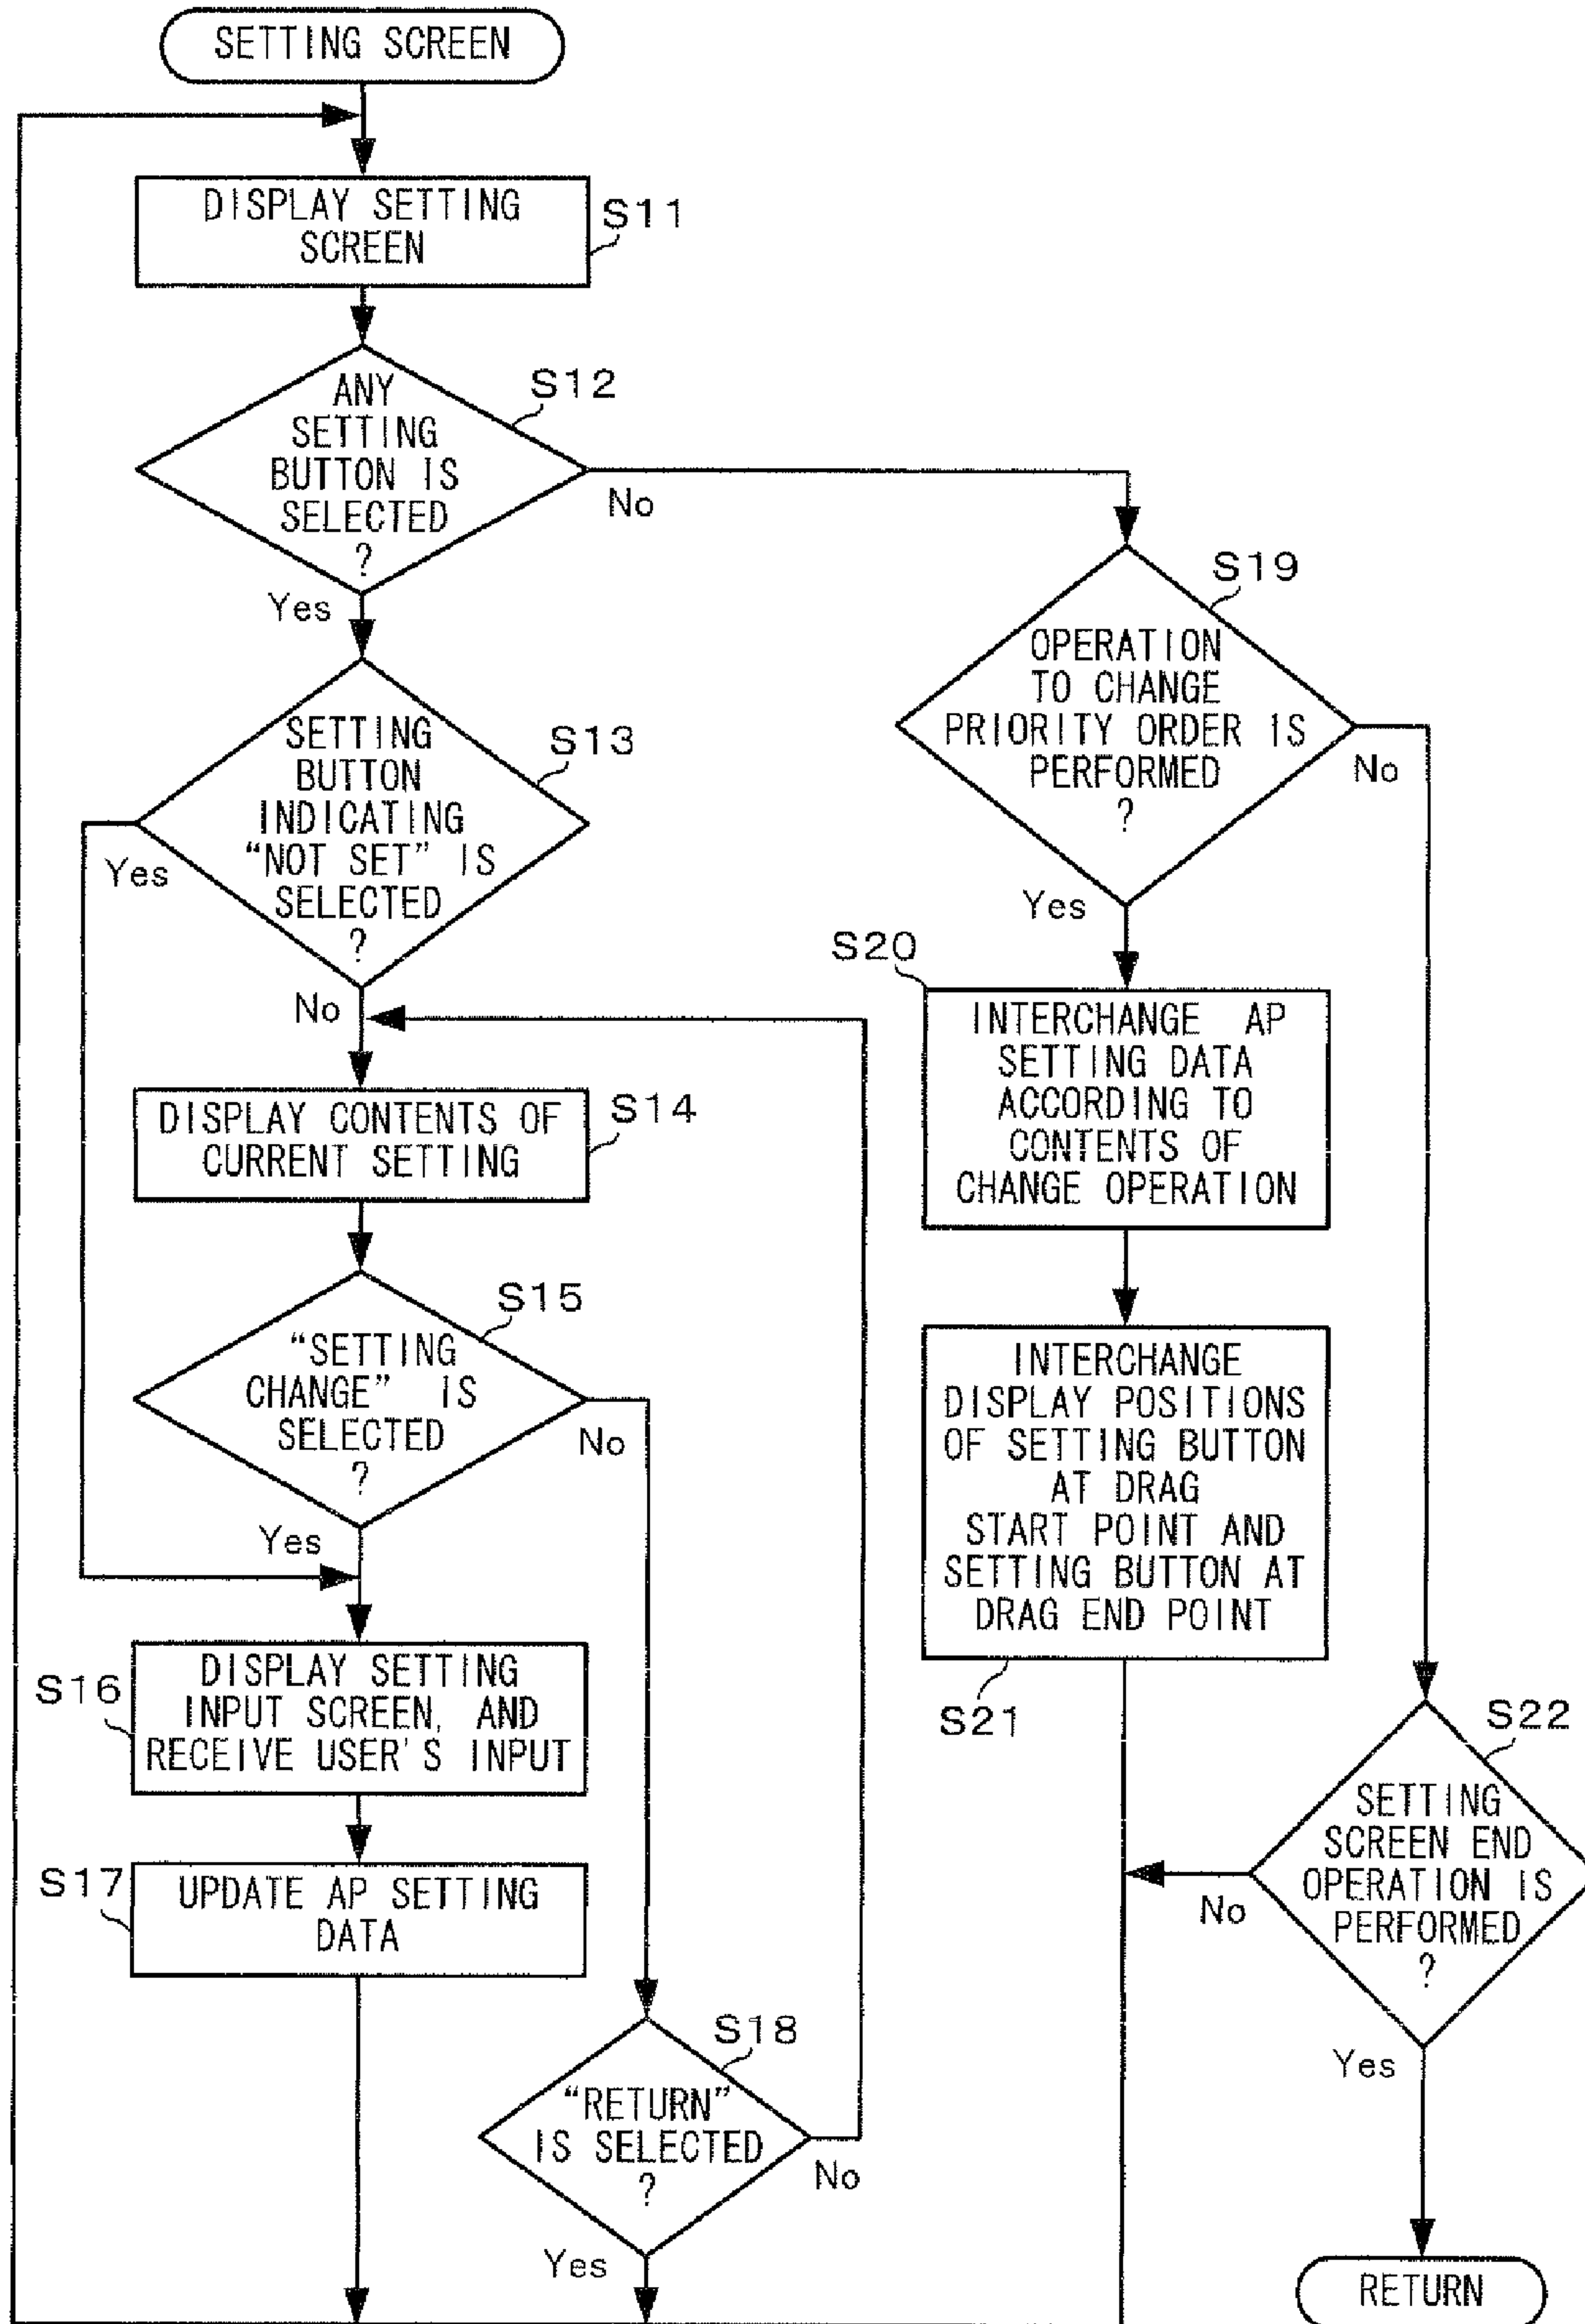 SETTING SCREEN
DISPLAY SETTING
SCREEN
S11
ANY
SETTING
BUTTON IS
SELECTED
?
S12
No
Yes
SETTING
BUTTON
INDICATING
“NOT SET” IS
SELECTED
?
S13
Yes
No
DISPLAY CONTENTS OF
CURRENT SETTING
S14
“SETTING
CHANGE” IS
SELECTED
?
S15
No
Yes
S16
DISPLAY SETTING
INPUT SCREEN, AND
RECEIVE USER'S INPUT
S17
UPDATE AP SETTING
DATA
S18
“RETURN”
IS SELECTED
?
No
Yes
S19
OPERATION
TO CHANGE
PRIORITY ORDER IS
PERFORMED
?
No
Yes
S20
INTERCHANGE AP
SETTING DATA
ACCORDING TO
CONTENTS OF
CHANGE OPERATION
INTERCHANGE
DISPLAY POSITIONS
OF SETTING BUTTON
AT DRAG
START POINT AND
SETTING BUTTON AT
DRAG END POINT
S21
S22
SETTING
SCREEN END
OPERATION IS
PERFORMED
?
No
Yes
RETURN